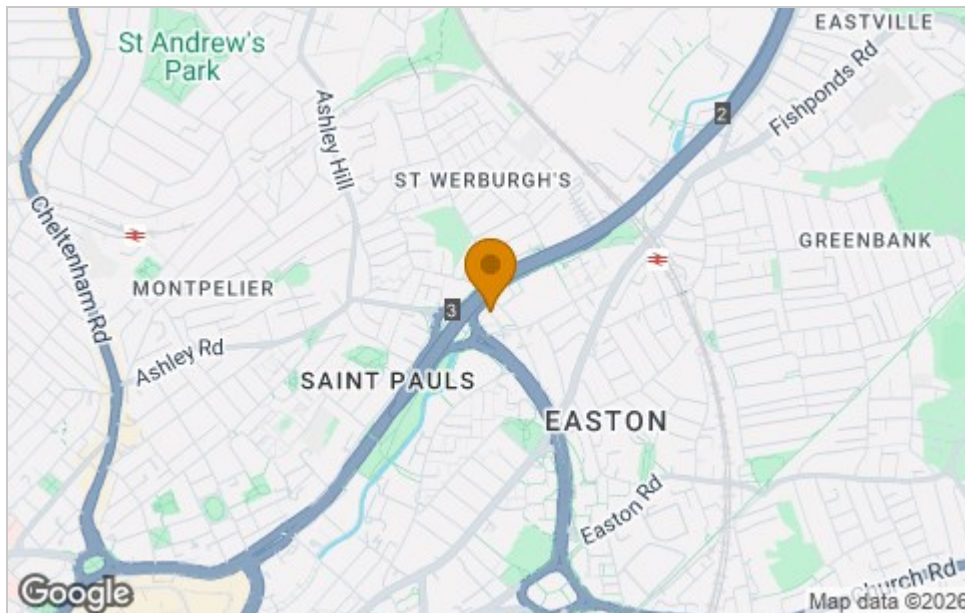 EASTVILLE
St Andrew's
Park
Fishponds Rd
2
Ashley Hill
ST WERBURGH'S
Cheltenham Rd
GREENBANK
MONTPELIER
3
Ashley Rd
SAINT PAULS
EASTON
Easton Rd
church Rd
Google
Map data ©2026